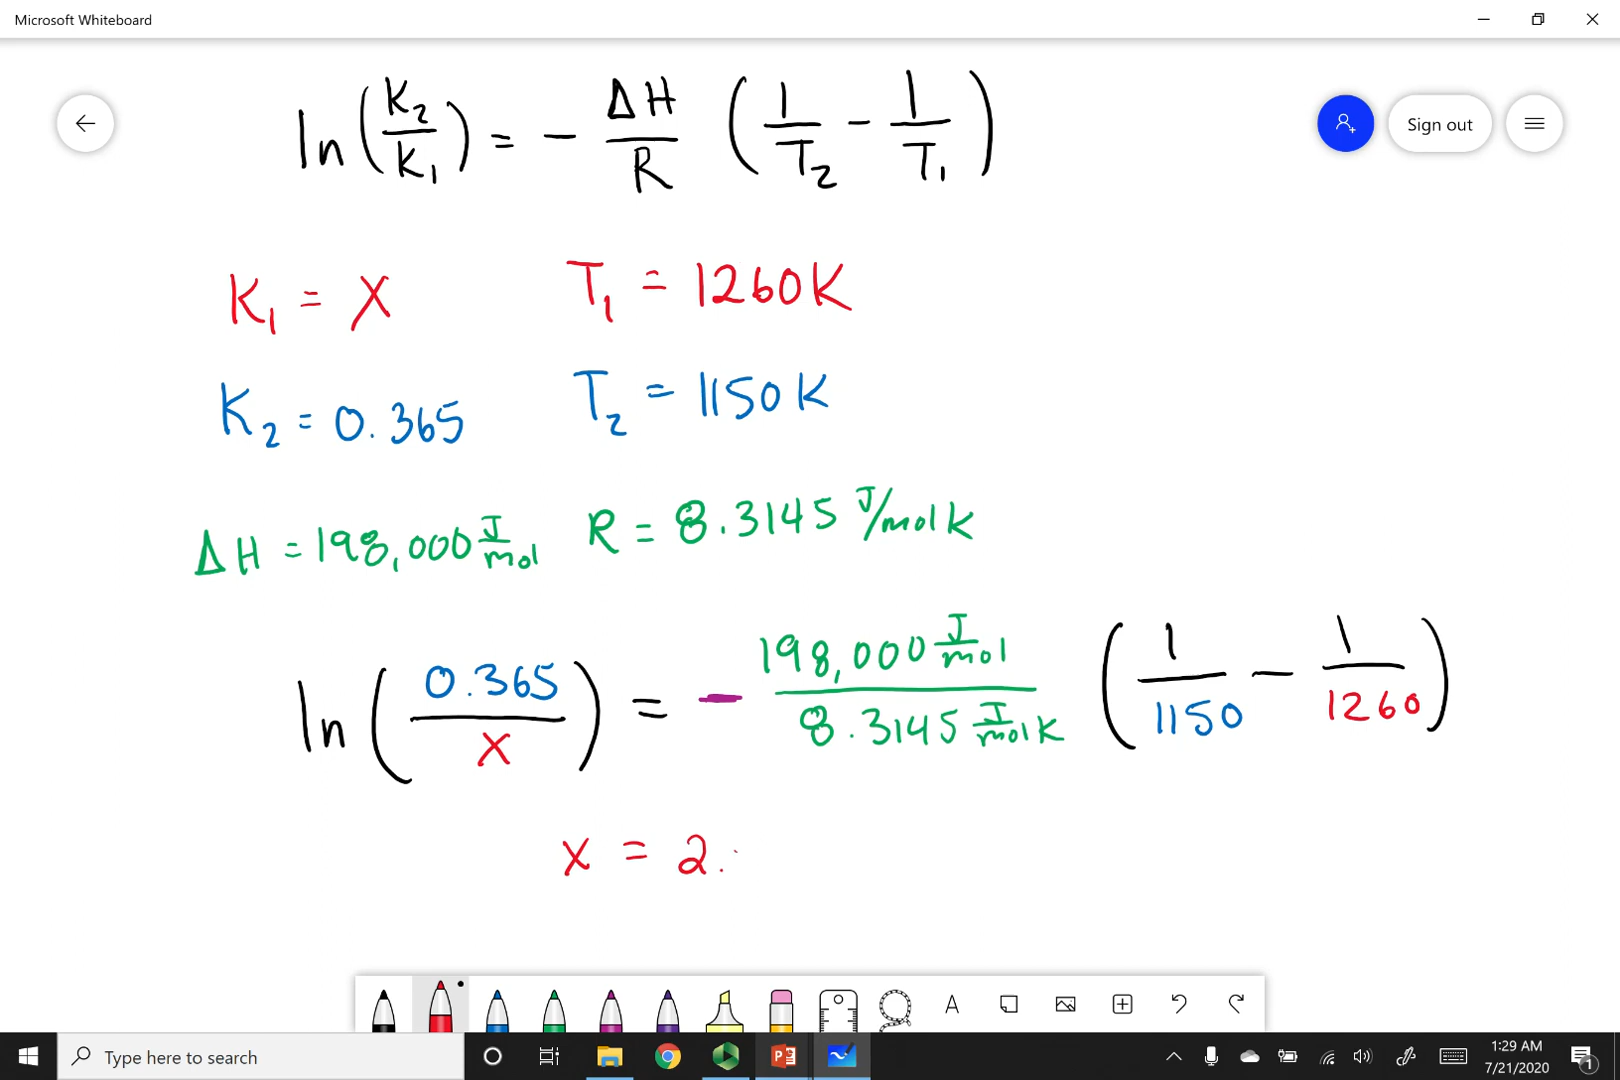 Microsoft Whiteboard
Sign out
ln(K₂/K₁) = - ΔH/R (1/T₂ - 1/T₁)
K₁ = X T₁ = 1260K
K₂ = 0.365 T₂ = 1150K
ΔH = 198,000 J/mol R = 8.3145 J/molK
ln(0.365/X) = - 198,000 J/mol / 8.3145 J/molK (1/1150 - 1/1260)
x = 2.
A
Type here to search
1:29 AM
7/21/2020
1